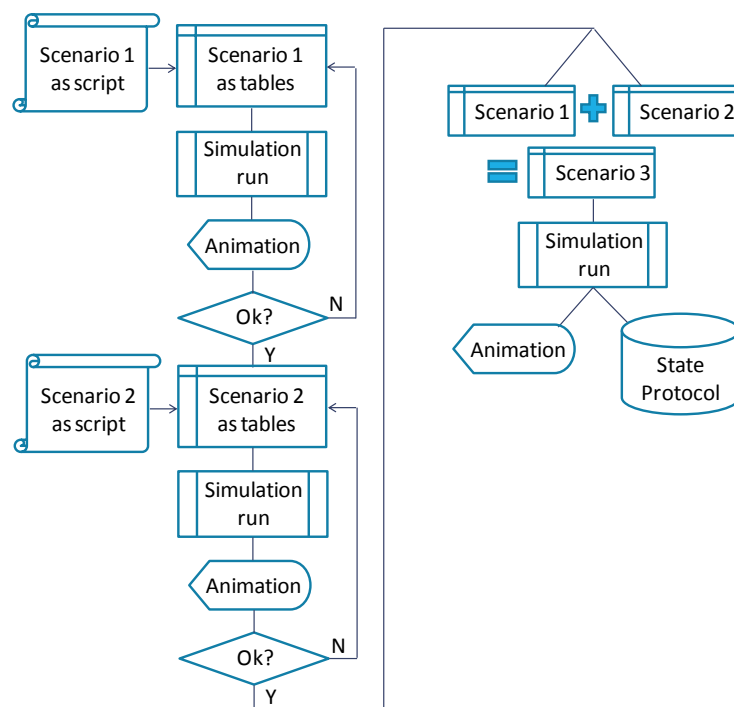 Scenario 1
as script
Scenario 1
as tables
Simulation
run
Animation
Ok?
N
Y
Scenario 2
as script
Scenario 2
as tables
Simulation
run
Animation
Ok?
N
Y
Scenario 1
Scenario 2
Scenario 3
Simulation
run
Animation
State
Protocol